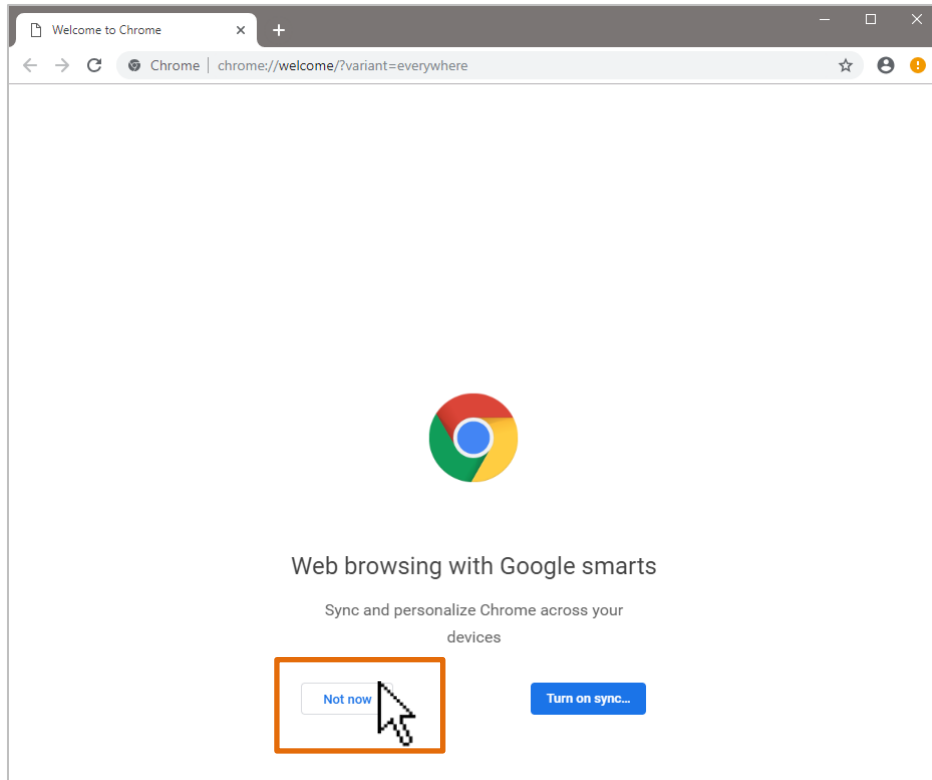 Welcome to Chrome
Chrome | chrome://welcome/?variant=everywhere
Web browsing with Google smarts
Sync and personalize Chrome across your
devices
Not now
Turn on sync...